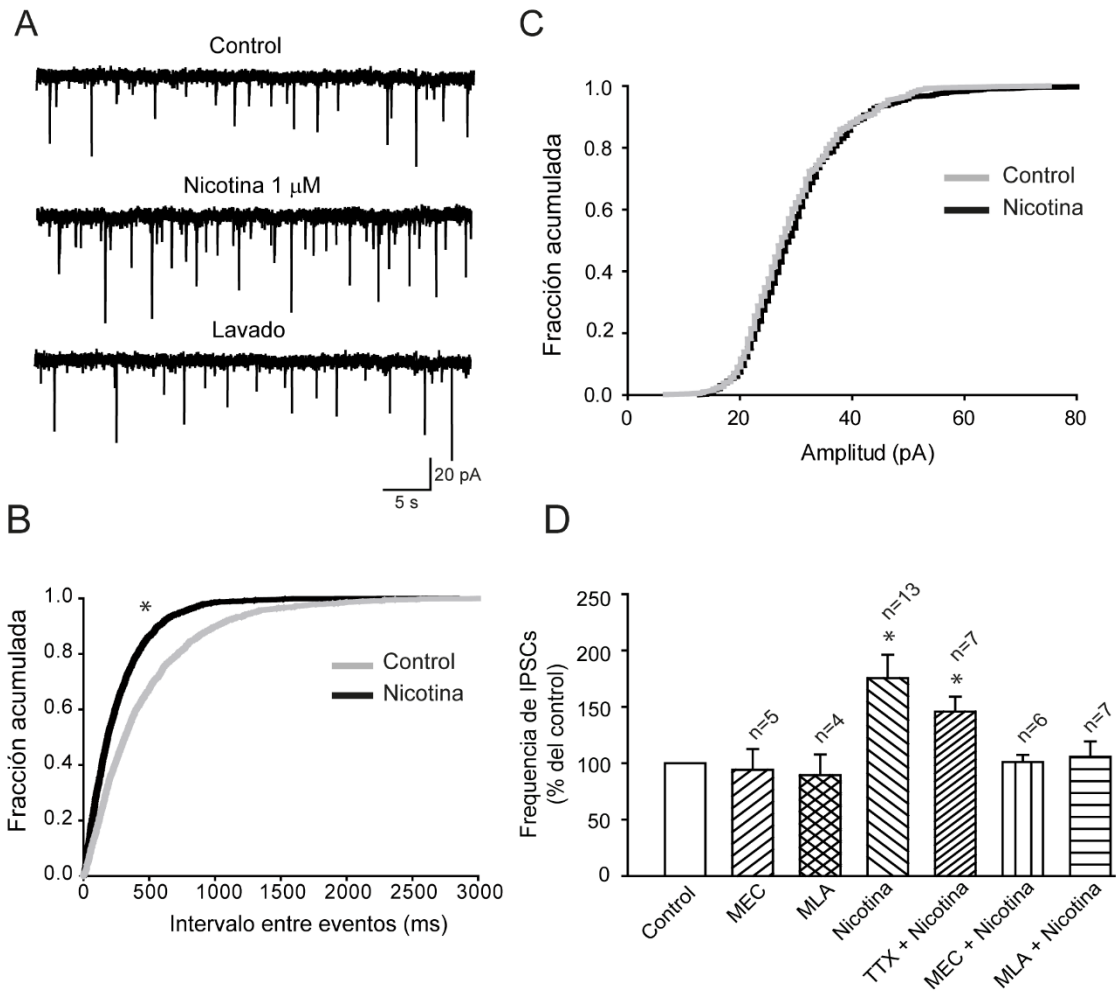 A
Control
Nicotina 1 μM
Lavado
20 pA
5 s
B
Fracción acumulada
1.0
0.8
0.6
0.4
0.2
0.0
*
Control
Nicotina
0
500
1000
1500
2000
2500
3000
Intervalo entre eventos (ms)
C
Fracción acumulada
1.0
0.8
0.6
0.4
0.2
0.0
Control
Nicotina
0
20
40
60
80
Amplitud (pA)
D
Frequencia de IPSCs
(% del control)
250
200
150
100
50
0
n=5
n=4
n=13
*
n=7
*
n=6
n=7
Control
MEC
MLA
Nicotina
TTX + Nicotina
MEC + Nicotina
MLA + Nicotina